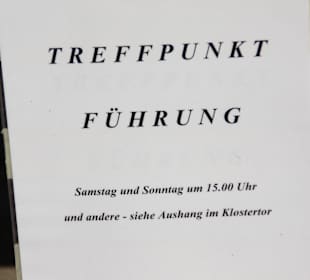 TREFFPUNKT
FÜHRUNG
Samstag und Sonntag um 15.00 Uhr
und andere - siehe Aushang im Klostertor